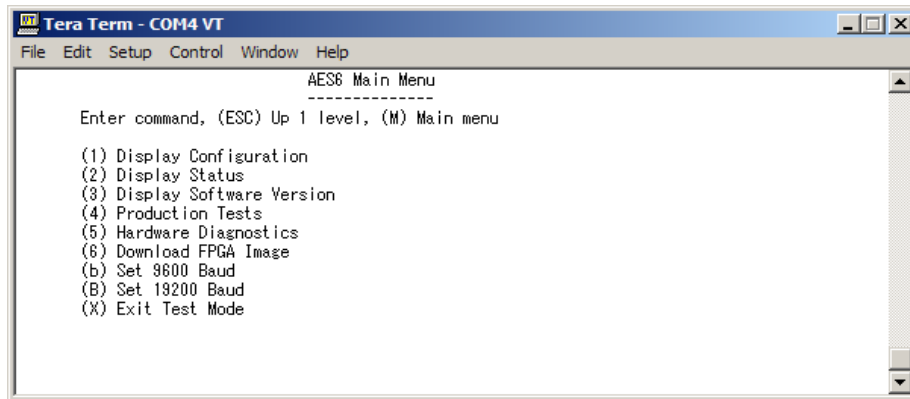 Tera Term - COM4 VT
File Edit Setup Control Window Help
AES6 Main Menu
--------------
Enter command, (ESC) Up 1 level, (M) Main menu
(1) Display Configuration
(2) Display Status
(3) Display Software Version
(4) Production Tests
(5) Hardware Diagnostics
(6) Download FPGA Image
(b) Set 9600 Baud
(B) Set 19200 Baud
(X) Exit Test Mode